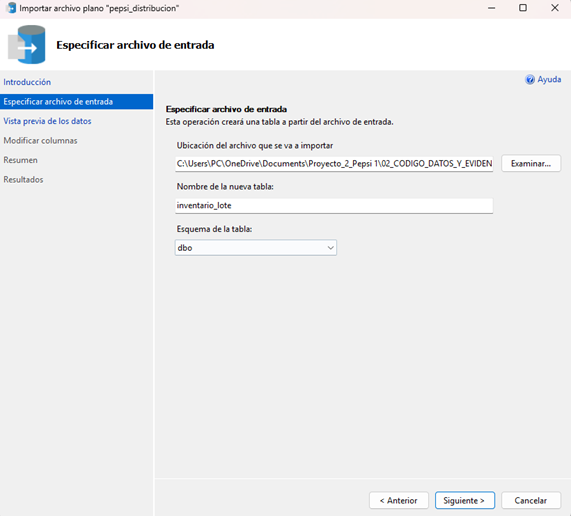 Importar archivo plano "pepsi_distribucion"
Especificar archivo de entrada
Introducción
Especificar archivo de entrada
Vista previa de los datos
Modificar columnas
Resumen
Resultados
Ayuda
Especificar archivo de entrada
Esta operación creará una tabla a partir del archivo de entrada.
Ubicación del archivo que se va a importar
C:\Users\PC\OneDrive\Documents\Proyecto_2_Pepsi 1\02_CODIGO_DATOS_Y_EVIDEN
Examinar...
Nombre de la nueva tabla:
inventario_lote
Esquema de la tabla:
dbo
< Anterior
Siguiente >
Cancelar